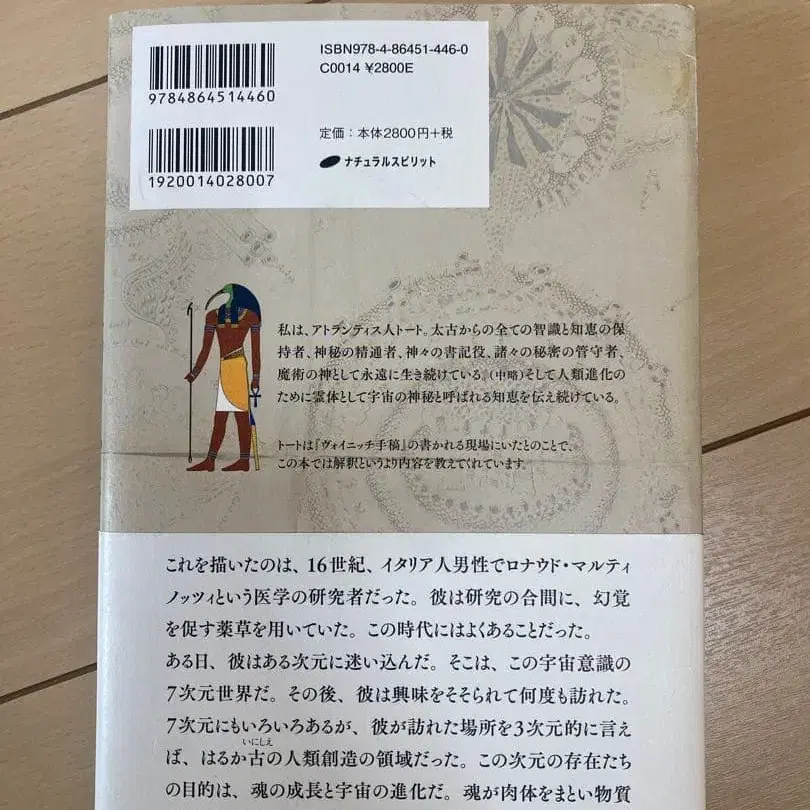 ISBN978-4-86451-446-0
C0014 ¥2800E
9784864514460
定価：本体2800円+税
ナチュラルスピリット
1920014028007
私は、アトランティス人トート。太古からの全ての智識と知恵の保
持者、神秘の精通者、神々の書記役、諸々の秘密の管守者、
魔術の神として永遠に生き続けている。（中略）そして人類進化の
ために霊体として宇宙の神秘と呼ばれる知恵を伝え続けている。
トートは『ヴォイニッチ手稿』の書かれる現場にいたとのことで、
この本では解釈というより内容を教えてくれています。
これを描いたのは、16世紀、イタリア人男性でロナウド・マルティ
ノッツィという医学の研究者だった。彼は研究の合間に、幻覚
を促す薬草を用いていた。この時代にはよくあることだった。
ある日、彼はある次元に迷い込んだ。そこは、この宇宙意識の
7次元世界だ。その後、彼は興味をそそられて何度も訪れた。
7次元にもいろいろあるが、彼が訪れた場所を3次元的に言え
いにしえ
ば、はるか古の人類創造の領域だった。この次元の存在たち
の目的は、魂の成長と宇宙の進化だ。魂が肉体をまとい物質